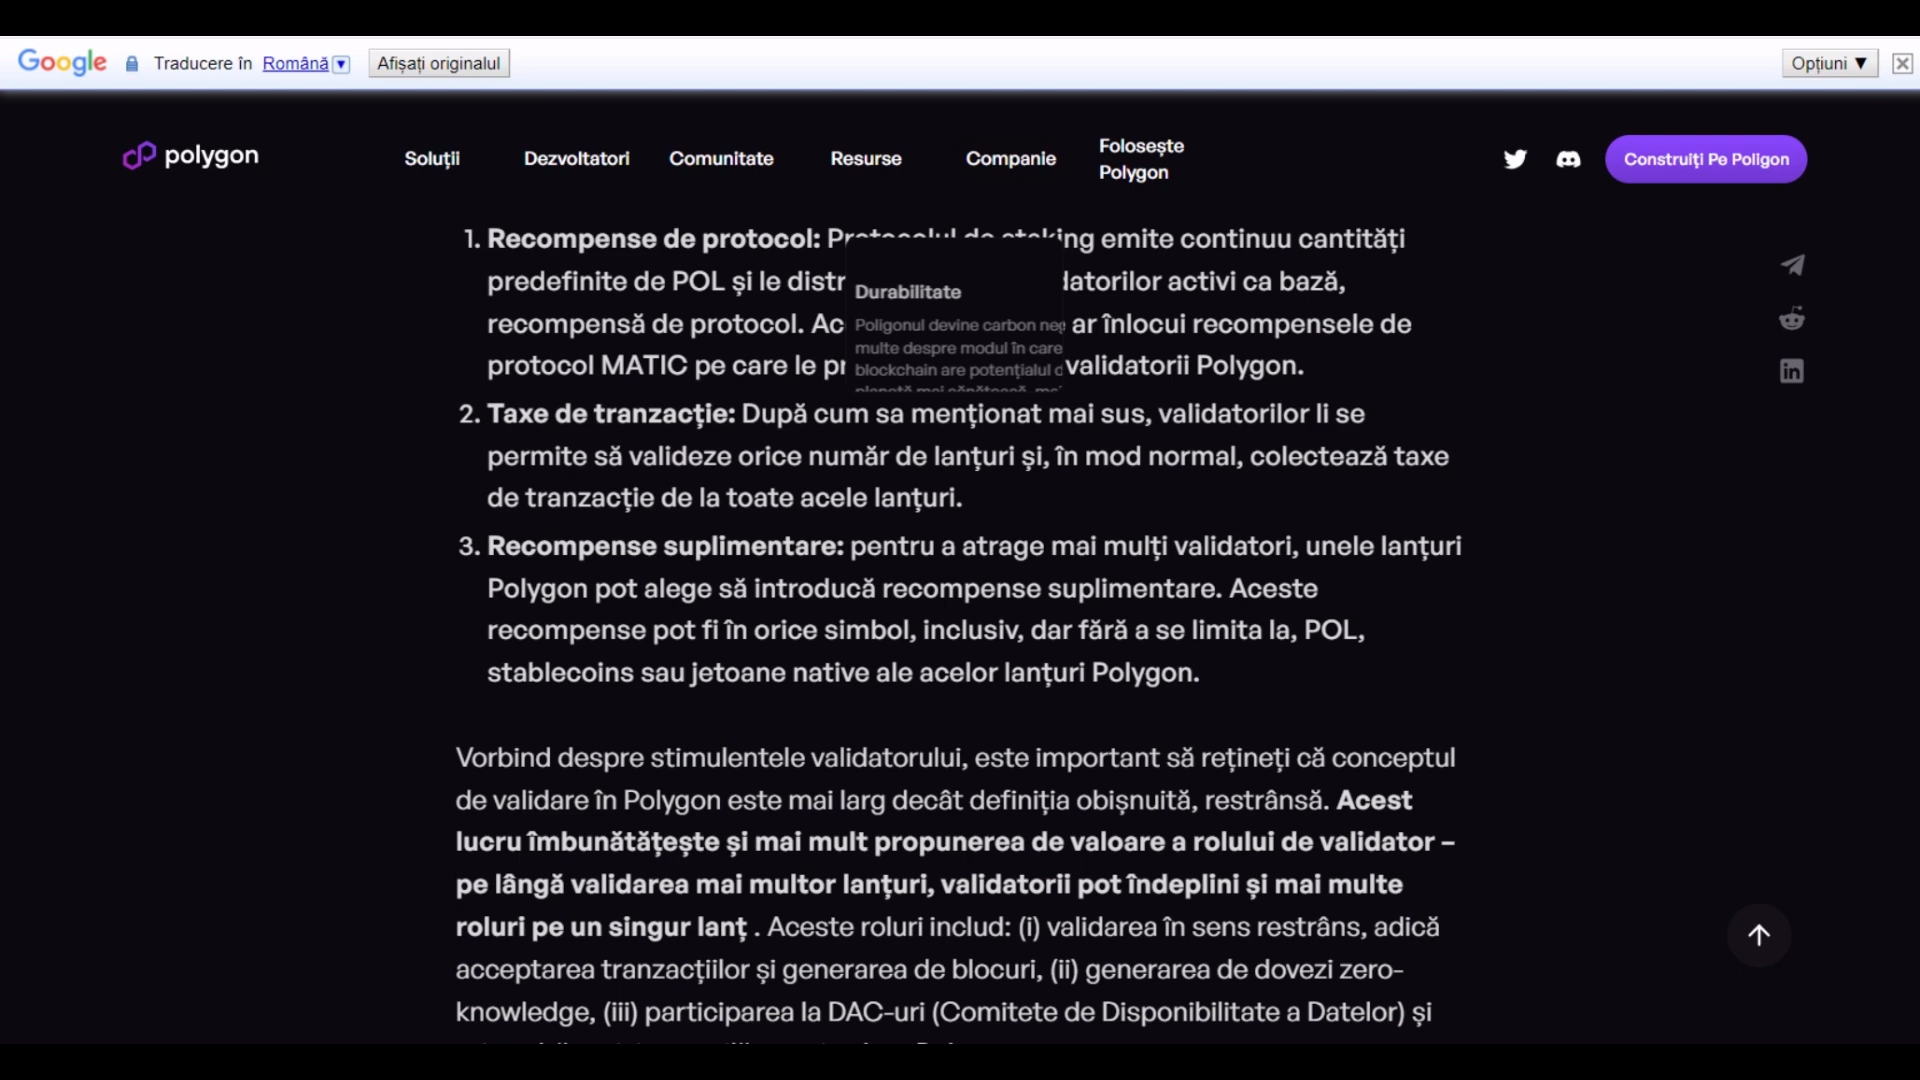 Google Traducere în Română ▼ Afișați originalul Opțiuni ▼
polygon Soluții Dezvoltatori Comunitate Resurse Companie Folosește Polygon Construiți Pe Poligon
1. Recompense de protocol: Protocolul de staking emite continuu cantități
predefinite de POL și le distr datorilor activi ca bază,
recompensă de protocol. Ac ar înlocui recompensele de
protocol MATIC pe care le pr validatorii Polygon.
Durabilitate
Poligonul devine carbon neg
multe despre modul în care
blockchain are potențialul d
planetă mai sănătoasă, mai
2. Taxe de tranzacție: După cum sa menționat mai sus, validatorilor li se
permite să valideze orice număr de lanțuri și, în mod normal, colectează taxe
de tranzacție de la toate acele lanțuri.
3. Recompense suplimentare: pentru a atrage mai mulți validatori, unele lanțuri
Polygon pot alege să introducă recompense suplimentare. Aceste
recompense pot fi în orice simbol, inclusiv, dar fără a se limita la, POL,
stablecoins sau jetoane native ale acelor lanțuri Polygon.
Vorbind despre stimulentele validatorului, este important să rețineți că conceptul
de validare în Polygon este mai larg decât definiția obișnuită, restrânsă. Acest
lucru îmbunătățește și mai mult propunerea de valoare a rolului de validator –
pe lângă validarea mai multor lanțuri, validatorii pot îndeplini și mai multe
roluri pe un singur lanț . Aceste roluri includ: (i) validarea în sens restrâns, adică
acceptarea tranzacțiilor și generarea de blocuri, (ii) generarea de dovezi zero-
knowledge, (iii) participarea la DAC-uri (Comitete de Disponibilitate a Datelor) și